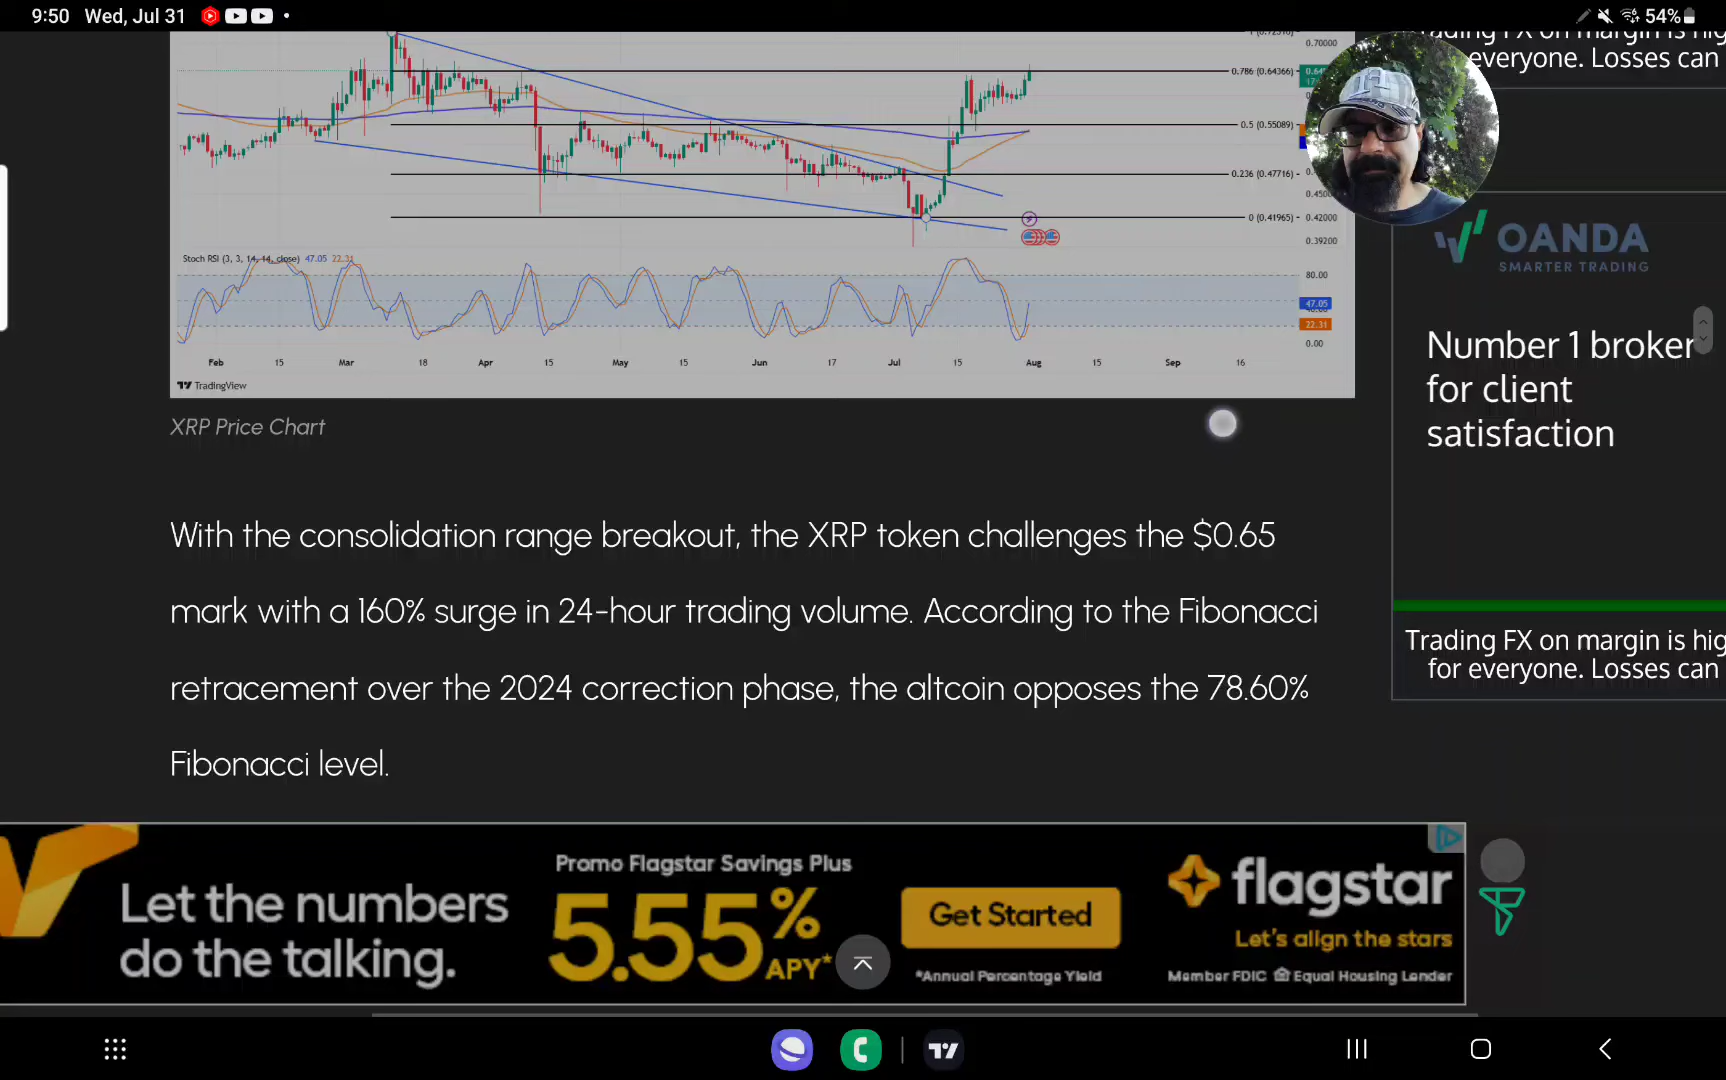 9:50 Wed, Jul 31
54%
0.70000
0.786 (0.64366)
0.5 (0.55089)
0.236 (0.47716)
0 (0.41965)
0.42000
0.39200
Stoch RSI (3, 3, 14, 14, close) 47.05 22.31
80.00
47.05
22.31
0.00
Feb 15 Mar 18 Apr 15 May 15 Jun 17 Jul 15 Aug 15 Sep 16
TradingView
XRP Price Chart
With the consolidation range breakout, the XRP token challenges the $0.65
mark with a 160% surge in 24-hour trading volume. According to the Fibonacci
retracement over the 2024 correction phase, the altcoin opposes the 78.60%
Fibonacci level.
everyone. Losses can
OANDA
SMARTER TRADING
Number 1 broker
for client
satisfaction
Trading FX on margin is hig
for everyone. Losses can
Let the numbers
do the talking.
Promo Flagstar Savings Plus
5.55% APY*
Get Started
*Annual Percentage Yield
flagstar
Let's align the stars
Member FDIC Equal Housing Lender